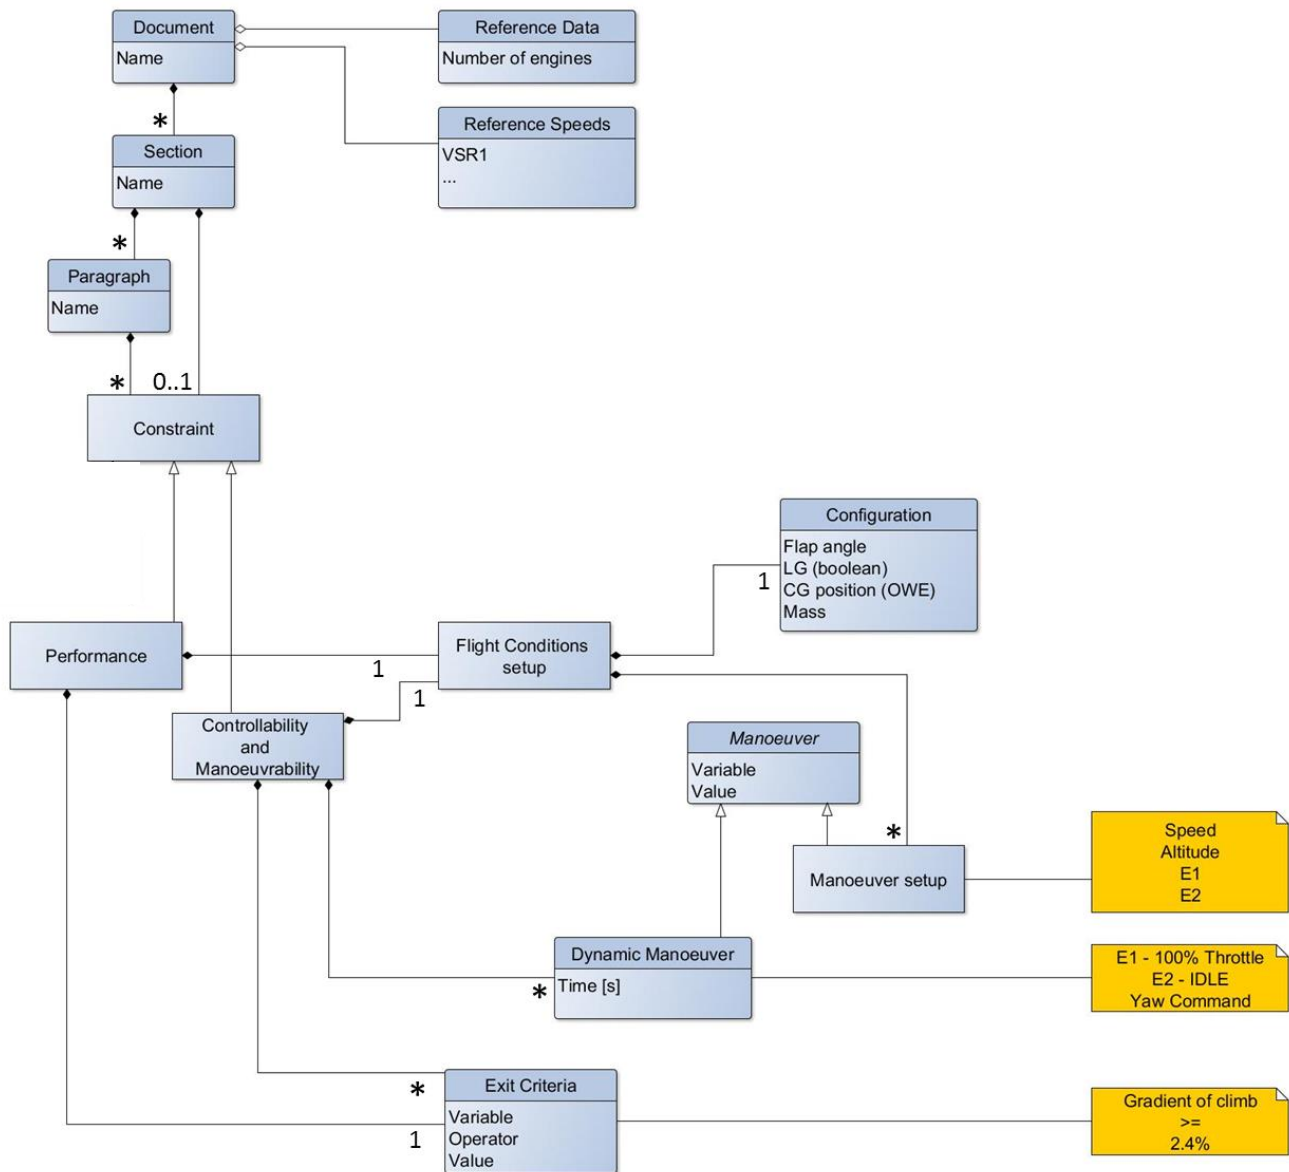 Document
Name
Reference Data
Number of engines
Reference Speeds
VSR1
...
*
Section
Name
*
Paragraph
Name
*
0..1
Constraint
Configuration
Flap angle
LG (boolean)
CG position (OWE)
Mass
1
Performance
1
Flight Conditions
setup
1
Controllability
and
Manoeuvrability
Manoeuver
Variable
Value
*
Manoeuver setup
Speed
Altitude
E1
E2
Dynamic Manoeuver
Time [s]
*
E1 - 100% Throttle
E2 - IDLE
Yaw Command
*
1
Exit Criteria
Variable
Operator
Value
Gradient of climb
>=
2.4%